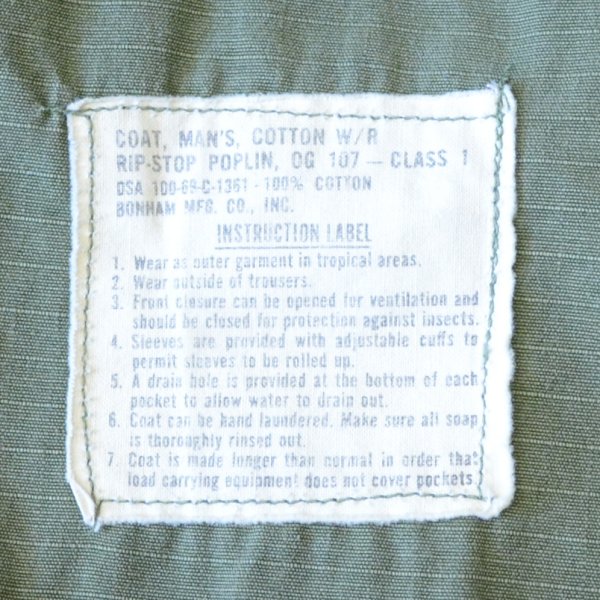 COAT, MAN'S, COTTON W/R
RIP-STOP POPLIN, OG 107 — CLASS 1
DSA 100-69-C-1361 - 100% COTTON
BONHAM MFG. CO., INC.
INSTRUCTION LABEL
1. Wear as outer garment in tropical areas.
2. Wear outside of trousers.
3. Front closure can be opened for ventilation and
should be closed for protection against insects.
4. Sleeves are provided with adjustable cuffs to
permit sleeves to be rolled up.
5. A drain hole is provided at the bottom of each
pocket to allow water to drain out.
6. Coat can be hand laundered. Make sure all soap
is thoroughly rinsed out.
7. Coat is made longer than normal in order that
load carrying equipment does not cover pockets.